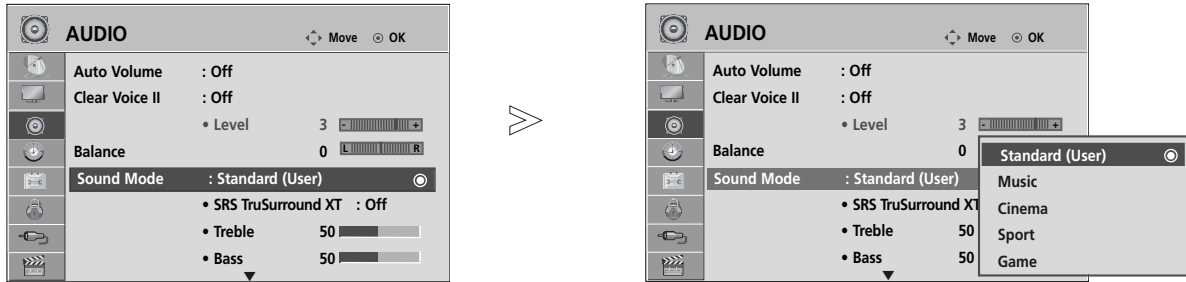 AUDIO
Move OK
Auto Volume : Off
Clear Voice II : Off
• Level 3 - +
Balance 0 L R
Sound Mode : Standard (User)
• SRS TruSurround XT : Off
• Treble 50
• Bass 50
>
AUDIO
Move OK
Auto Volume : Off
Clear Voice II : Off
• Level 3 - +
Balance 0
Sound Mode : Standard (User)
• SRS TruSurround XT
• Treble 50
• Bass 50
Standard (User)
Music
Cinema
Sport
Game